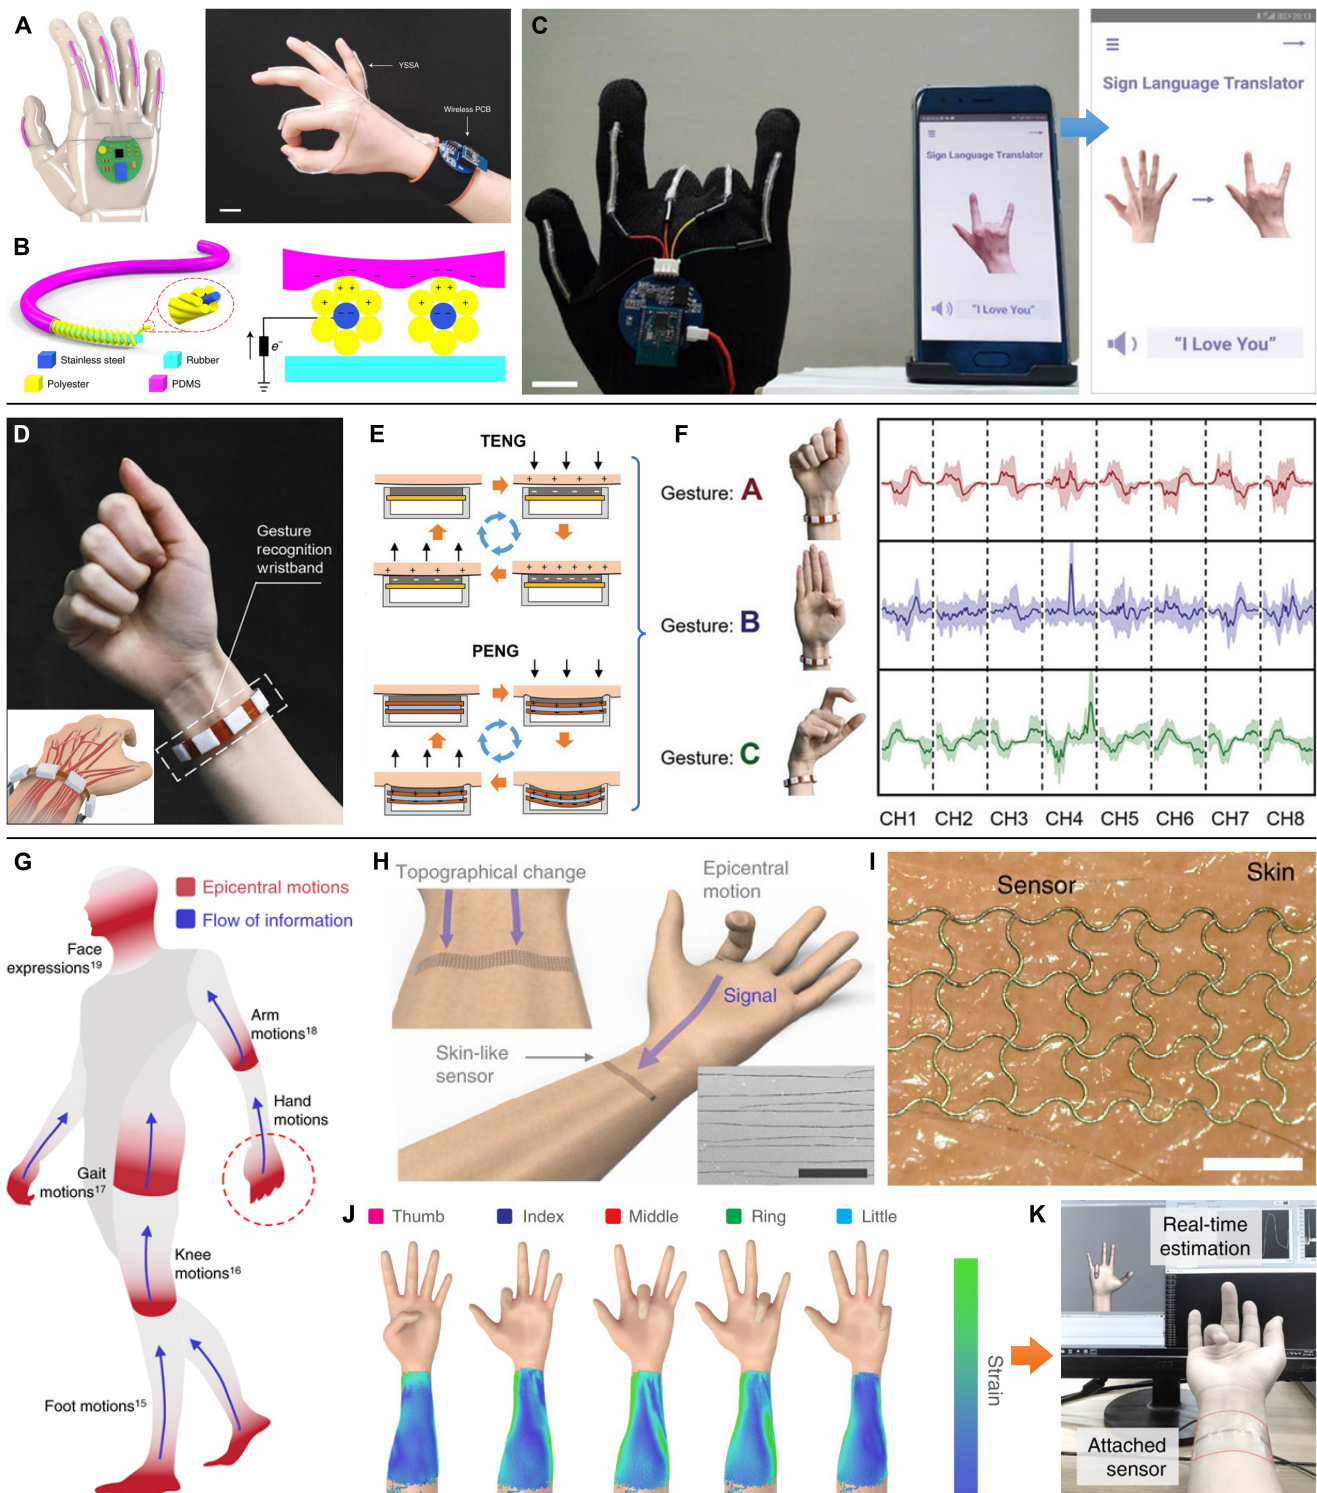 A
YSSA
Wireless PCB
B
Stainless steel
Rubber
Polyester
PDMS
e−
C
Sign Language Translator
"I Love You"
20:13
Sign Language Translator
"I Love You"
D
Gesture
recognition
wristband
E
TENG
PENG
F
Gesture: A
Gesture: B
Gesture: C
CH1 CH2 CH3 CH4 CH5 CH6 CH7 CH8
G
Epicentral motions
Flow of information
Face
expressions19
Arm
motions18
Hand
motions
Gait
motions17
Knee
motions16
Foot motions15
H
Topographical change
Epicentral
motion
Signal
Skin-like
sensor
I
Sensor
Skin
J
Thumb
Index
Middle
Ring
Little
Strain
K
Real-time
estimation
Attached
sensor